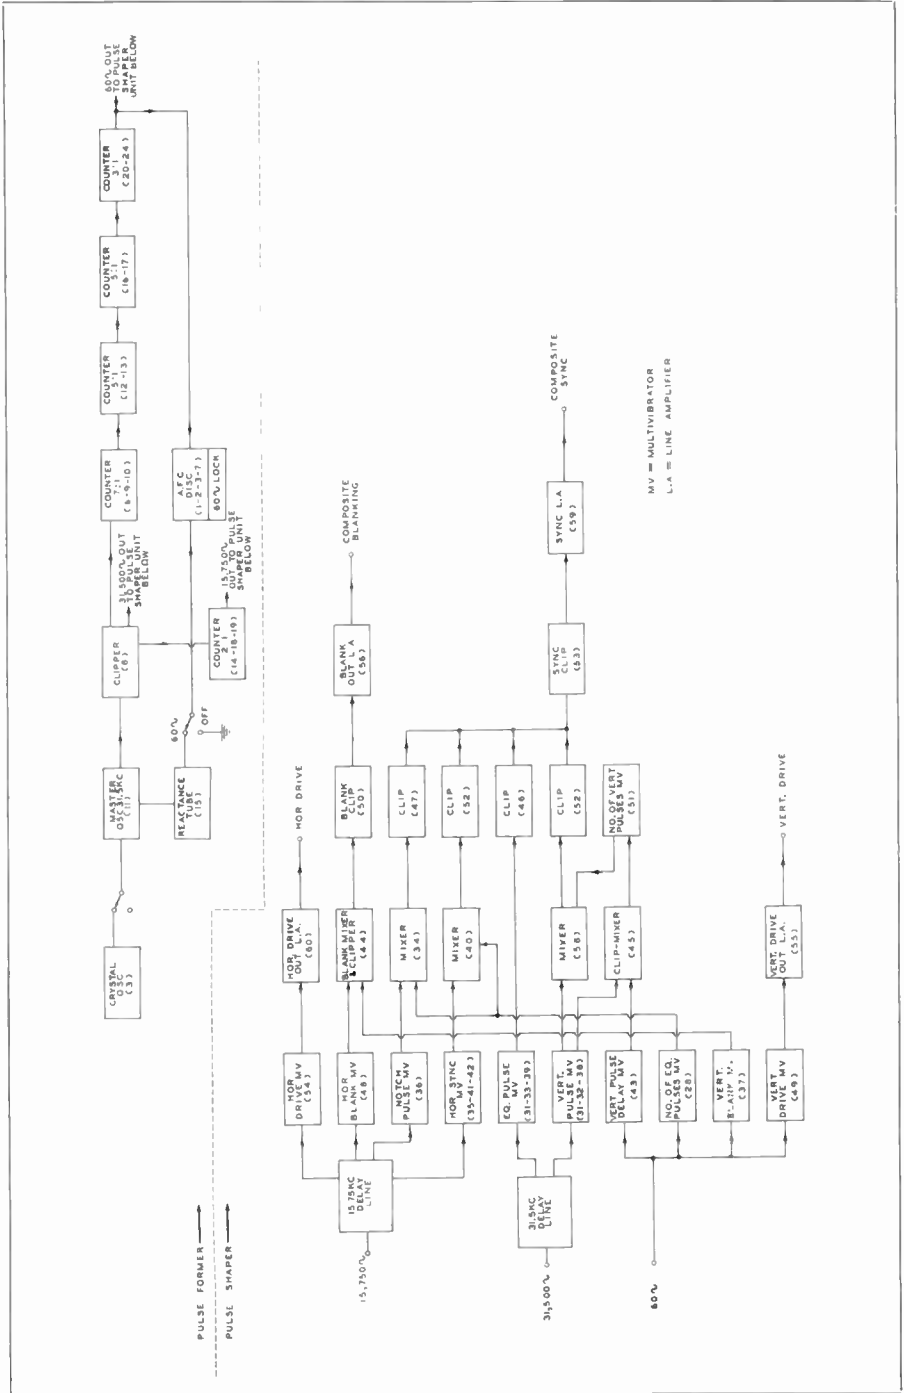 PULSE FORMER
PULSE SHAPER
CRYSTAL
OSC
(3)
MASTER
OSC 31.5KC
(11)
REACTANCE
TUBE
(15)
60~
OFF
CLIPPER
(6)
31,500~ OUT
TO PULSE
SHAPER UNIT
BELOW
COUNTER
2:1
(14-18-19)
15,750~
OUT TO PULSE
SHAPER UNIT
BELOW
COUNTER
7:1
(8-9-10)
A.F.C
DISC
(1-2-3-7)
60~ LOCK
COUNTER
5:1
(12-13)
COUNTER
5:1
(16-17)
COUNTER
3:1
(20-24)
60~ OUT
TO PULSE
SHAPER
UNIT BELOW
15,750~
15.75KC
DELAY
LINE
HOR
DRIVE MV
(54)
HOR. DRIVE
OUT L.A.
(60)
HOR DRIVE
HOR
BLANK MV
(48)
BLANK MIXER
& CLIPPER
(44)
BLANK
CLIP
(50)
BLANK
OUT L A
(56)
COMPOSITE
BLANKING
NOTCH
PULSE MV
(36)
MIXER
(34)
CLIP
(47)
HOR SYNC
MV
(35-41-42)
MIXER
(40)
CLIP
(52)
31,500~
31.5KC
DELAY
LINE
EQ. PULSE
MV
(31-33-39)
CLIP
(46)
VERT.
PULSE MV
(31-32-38)
MIXER
(58)
CLIP
(52)
SYNC
CLIP
(53)
SYNC L.A
(59)
COMPOSITE
SYNC
60~
VERT PULSE
DELAY MV
(43)
CLIP-MIXER
(45)
NO. OF VERT
PULSES MV
(51)
NO. OF EQ.
PULSES MV
(28)
VERT.
(37)
VERT
DRIVE MV
(49)
VERT. DRIVE
OUT L.A.
(55)
VERT. DRIVE
MV = MULTIVIBRATOR
L.A = LINE AMPLIFIER